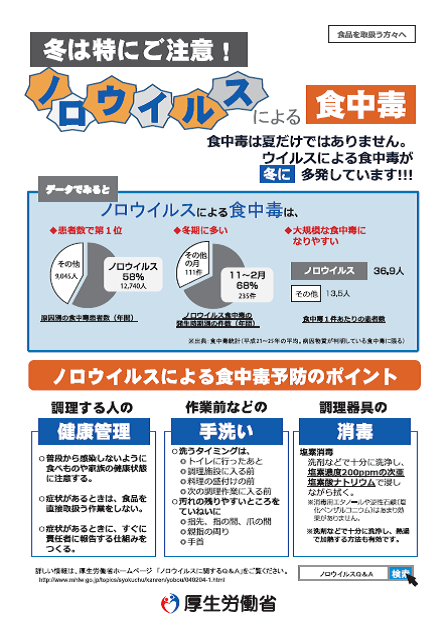 食品を取扱う方々へ
冬は特にご注意！
ノロウイルスによる食中毒
食中毒は夏だけではありません。
ウイルスによる食中毒が
冬に 多発しています!!!
データでみると
ノロウイルスによる食中毒は、
◆患者数で第1位
その他
9,045人
ノロウイルス
58%
12,740人
原因別の食中毒患者数（年間）
◆冬期に多い
その他
の月
111件
11～2月
68%
235件
ノロウイルス食中毒の
発生時期別の件数（年間）
◆大規模な食中毒に
なりやすい
ノロウイルス 36.9人
その他 13.5人
食中毒1件あたりの患者数
※出典：食中毒統計（平成21～25年の平均。病因物質が判明している食中毒に限る）
ノロウイルスによる食中毒予防のポイント
調理する人の
健康管理
○普段から感染しないように
食べものや家族の健康状態
に注意する。
○症状があるときは、食品を
直接取扱う作業をしない。
○症状があるときに、すぐに
責任者に報告する仕組みを
つくる。
作業前などの
手洗い
○洗うタイミングは、
◎トイレに行ったあと
◎調理施設に入る前
◎料理の盛付けの前
◎次の調理作業に入る前
○汚れの残りやすいところを
ていねいに
◎指先、指の間、爪の間
◎親指の周り
◎手首
調理器具の
消毒
塩素消毒
洗剤などで十分に洗浄し、
塩素濃度200ppmの次亜
塩素酸ナトリウムで浸し
ながら拭く。
※消毒用エタノールや逆性石鹸（塩
化ベンザルコニウム）はあまり効
果がありません。
※洗剤などで十分に洗浄し、熱湯
で加熱する方法も有効です。
詳しい情報は、厚生労働省ホームページ「ノロウイルスに関するQ&A」をご覧ください。
http://www.mhlw.go.jp/topics/syokuchu/kanren/yobou/040204-1.html
ノロウイルスQ&A 検索
厚生労働省